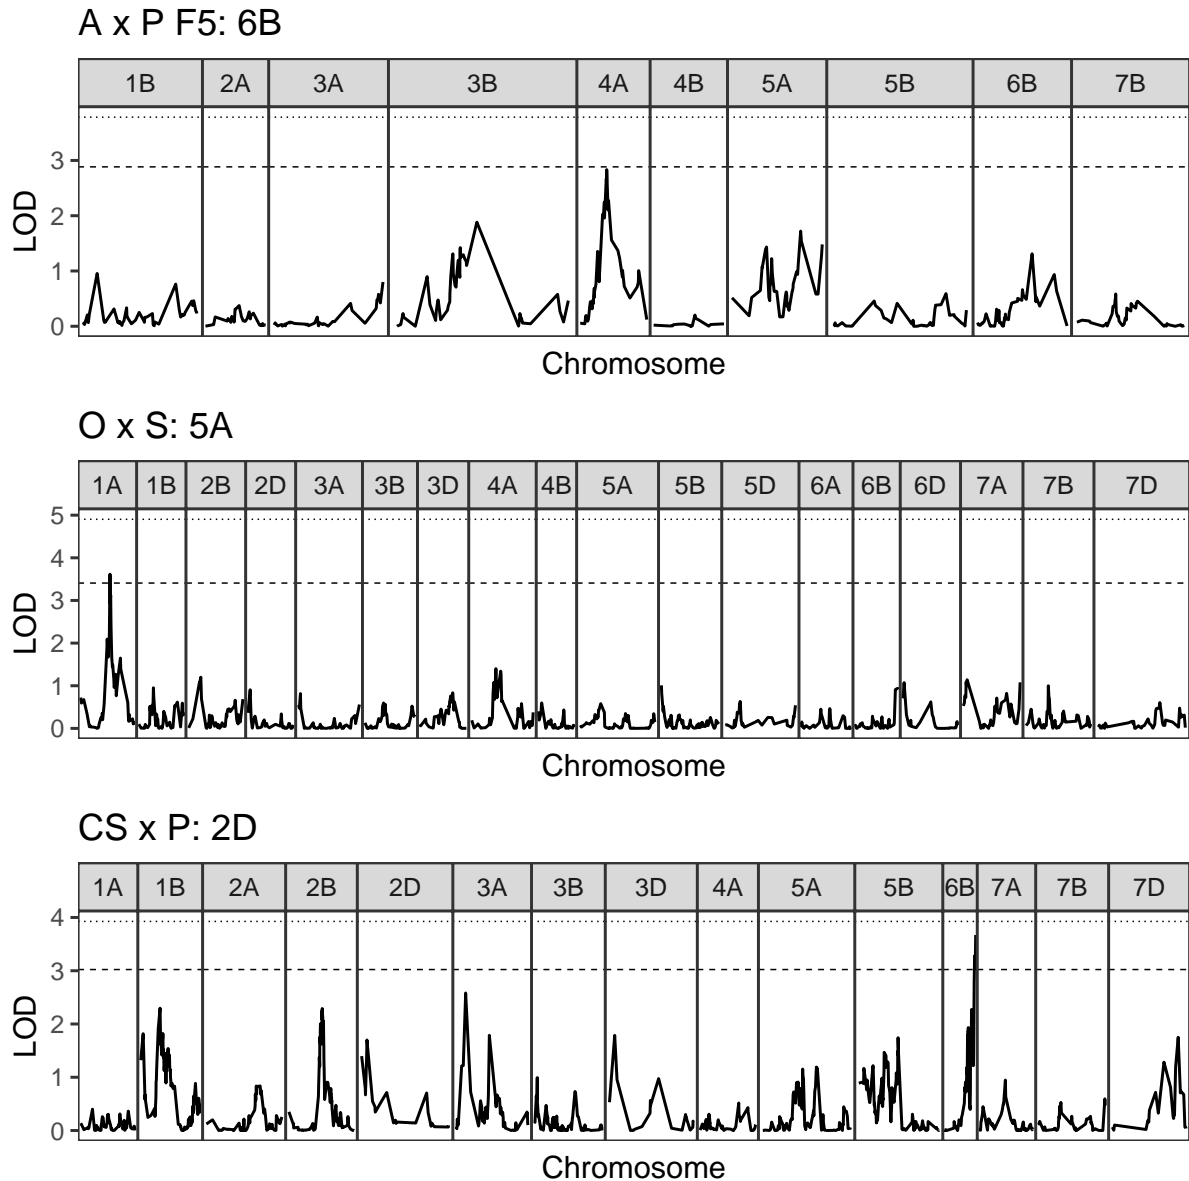 A x P F5: 6B
1B 2A 3A 3B 4A 4B 5A 5B 6B 7B
3
2
1
0
LOD
Chromosome
O x S: 5A
1A 1B 2B 2D 3A 3B 3D 4A 4B 5A 5B 5D 6A 6B 6D 7A 7B 7D
5
4
3
2
1
0
LOD
Chromosome
CS x P: 2D
1A 1B 2A 2B 2D 3A 3B 3D 4A 5A 5B 6B 7A 7B 7D
4
3
2
1
0
LOD
Chromosome